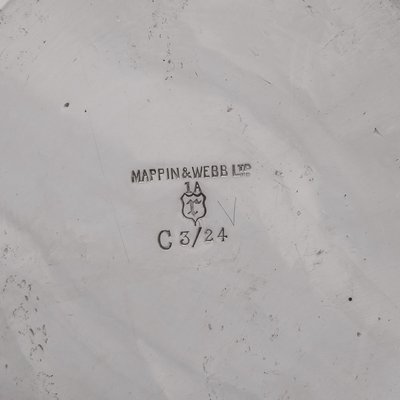 MAPPIN & WEBB LTD
1A
C 3/24